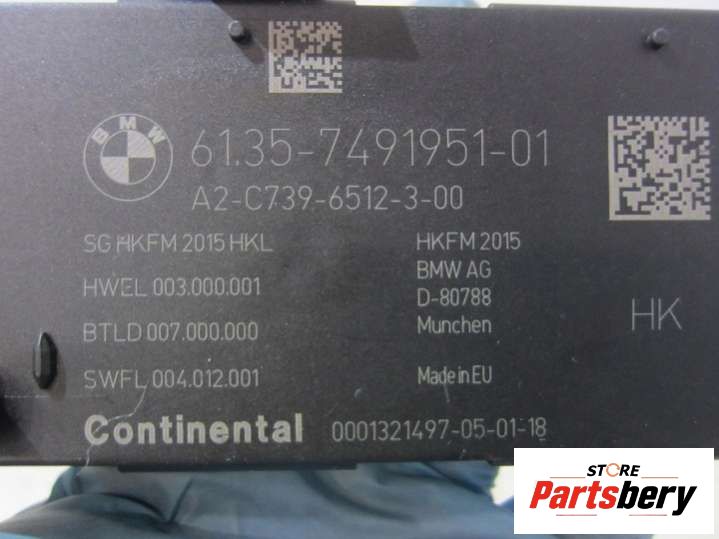 BMW
61.35-7491951-01
A2-C739-6512-3-00
SG HKFM 2015 HKL
HWEL 003.000.001
BTLD 007.000.000
SWFL 004.012.001
HKFM 2015
BMW AG
D-80788
Munchen
Made in EU
HK
Continental
0001321497-05-01-18
STORE
Partsbery